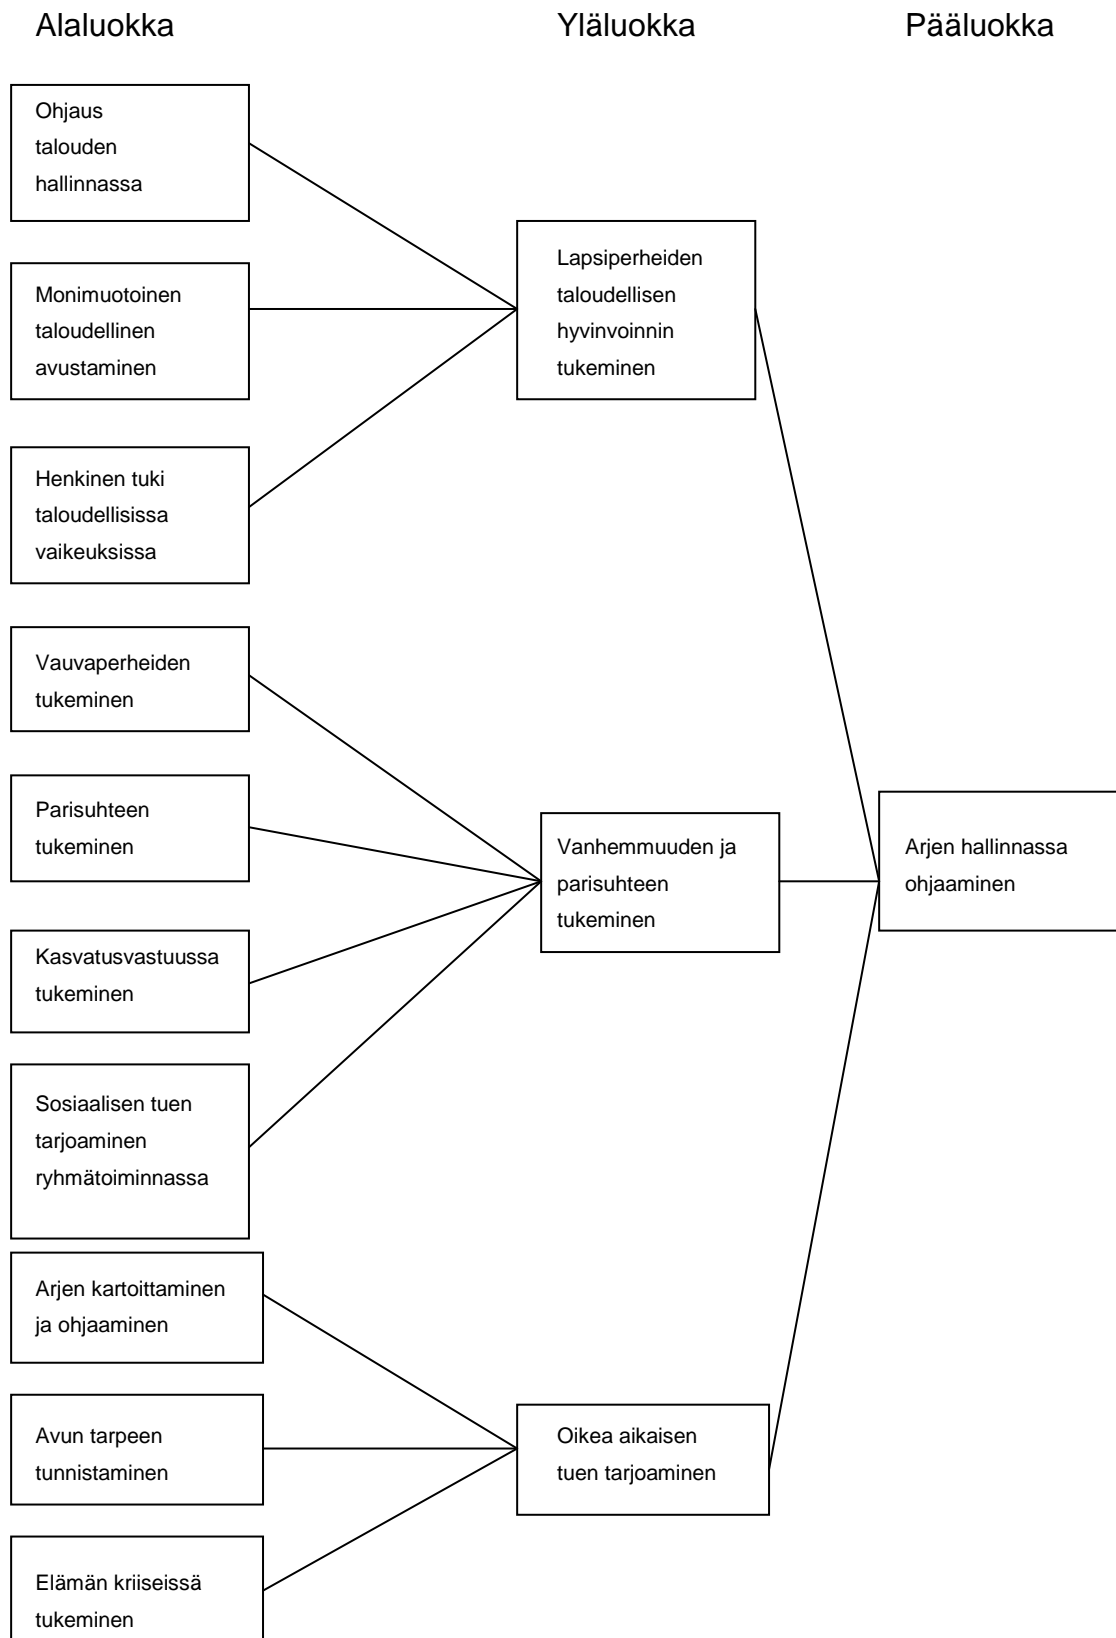 Alaluokka
Yläluokka
Pääluokka
Ohjaus
talouden
hallinnassa
Monimuotoinen
taloudellinen
avustaminen
Henkinen tuki
taloudellisissa
vaikeuksissa
Lapsiperheiden
taloudellisen
hyvinvoinnin
tukeminen
Vauvaperheiden
tukeminen
Parisuhteen
tukeminen
Kasvatusvastuussa
tukeminen
Sosiaalisen tuen
tarjoaminen
ryhmätoiminnassa
Vanhemmuuden ja
parisuhteen
tukeminen
Arjen hallinnassa
ohjaaminen
Arjen kartoittaminen
ja ohjaaminen
Avun tarpeen
tunnistaminen
Elämän kriiseissä
tukeminen
Oikea aikaisen
tuen tarjoaminen